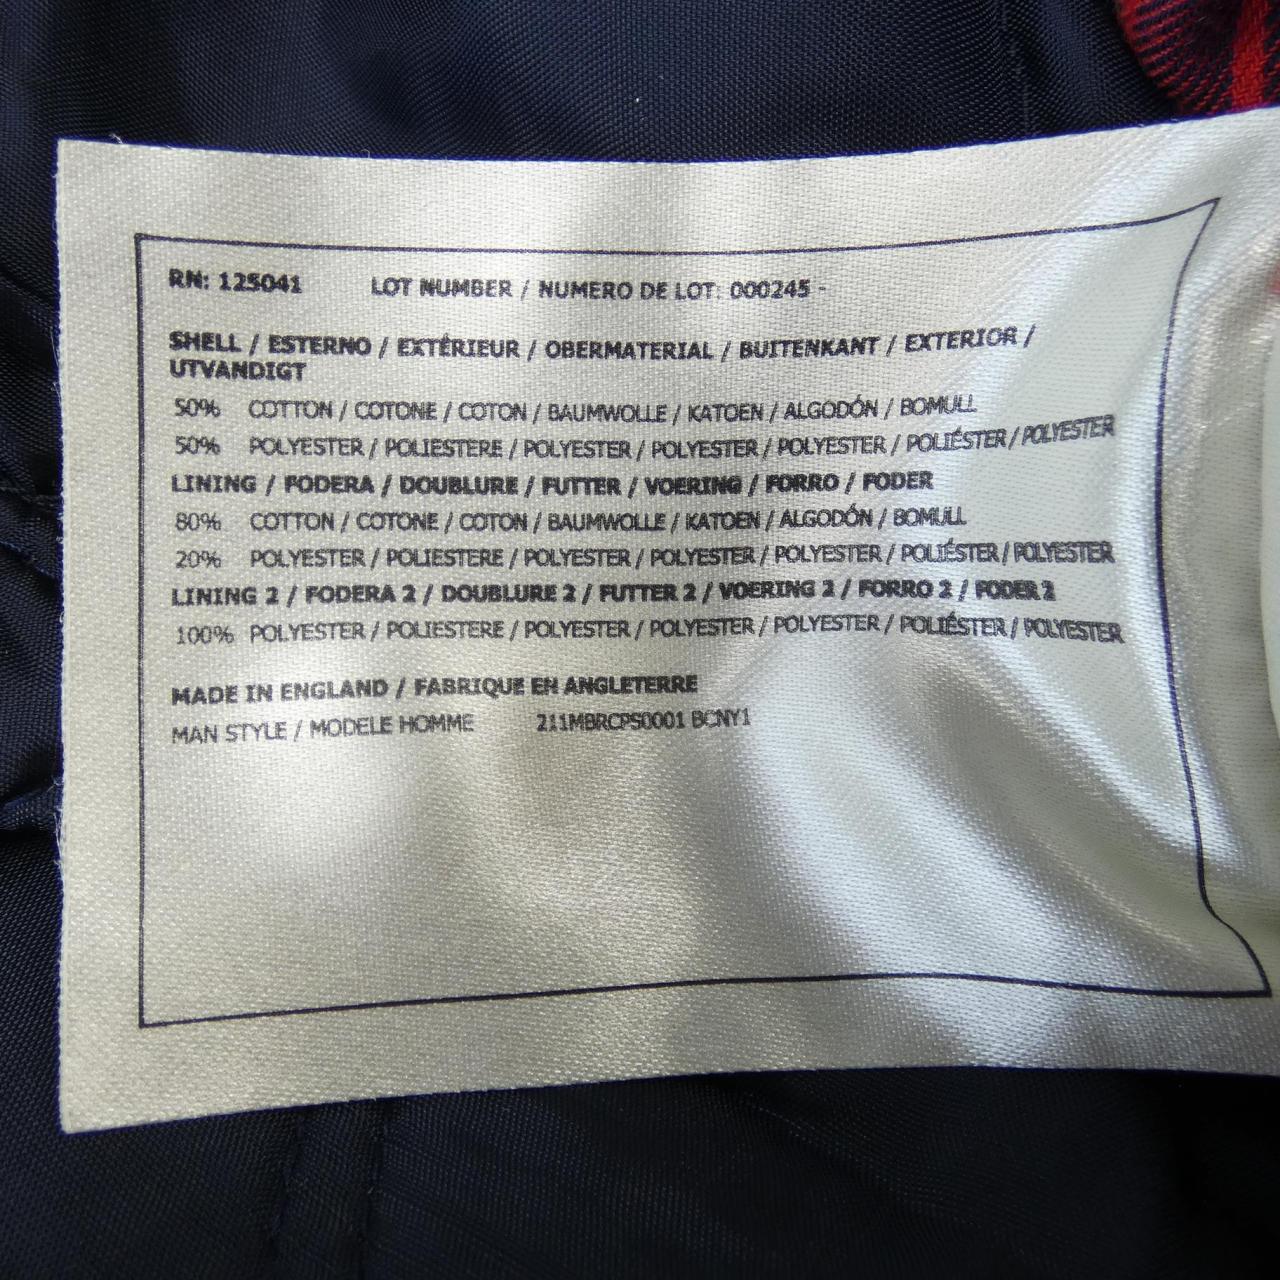 RN: 125041 LOT NUMBER / NUMERO DE LOT: 000245 -
SHELL / ESTERNO / EXTÉRIEUR / OBERMATERIAL / BUITENKANT / EXTERIOR /
UTVANDIGT
50% COTTON / COTONE / COTON / BAUMWOLLE / KATOEN / ALGODÓN / BOMULL
50% POLYESTER / POLIESTERE / POLYESTER / POLYESTER / POLYESTER / POLIÉSTER / POLYESTER
LINING / FODERA / DOUBLURE / FUTTER / VOERING / FORRO / FODER
80% COTTON / COTONE / COTON / BAUMWOLLE / KATOEN / ALGODÓN / BOMULL
20% POLYESTER / POLIESTERE / POLYESTER / POLYESTER / POLYESTER / POLIÉSTER / POLYESTER
LINING 2 / FODERA 2 / DOUBLURE 2 / FUTTER 2 / VOERING 2 / FORRO 2 / FODER 2
100% POLYESTER / POLIESTERE / POLYESTER / POLYESTER / POLYESTER / POLIÉSTER / POLYESTER
MADE IN ENGLAND / FABRIQUE EN ANGLETERRE
MAN STYLE / MODELE HOMME 211MBRCPS0001 BCNY1